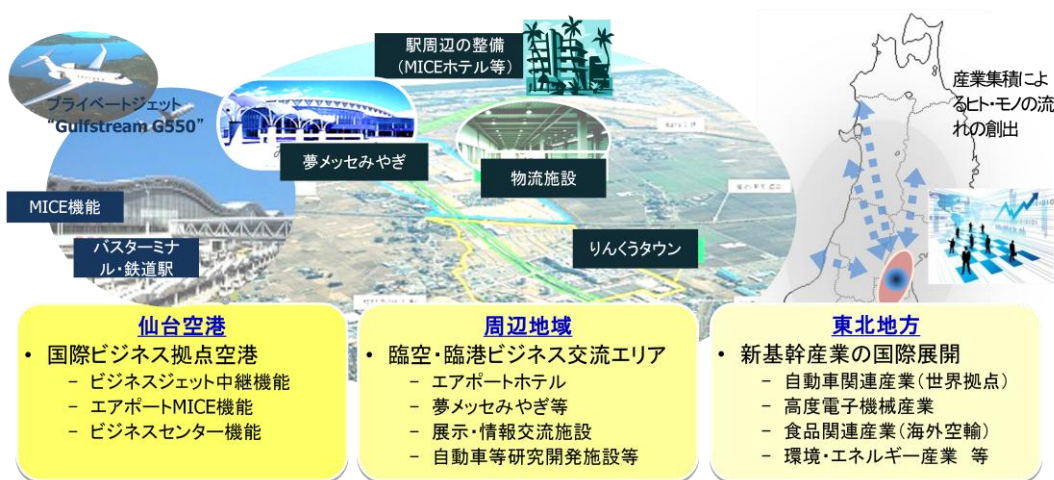 駅周辺の整備
(MICEホテル等)
プライベートジェット
“Gulfstream G550”
夢メッセみやぎ
物流施設
MICE機能
バスターミナ
ル・鉄道駅
りんくうタウン
産業集積によ
るヒト・モノの流
れの創出
仙台空港
• 国際ビジネス拠点空港
– ビジネスジェット中継機能
– エアポートMICE機能
– ビジネスセンター機能
周辺地域
• 臨空・臨港ビジネス交流エリア
– エアポートホテル
– 夢メッセみやぎ等
– 展示・情報交流施設
– 自動車等研究開発施設等
東北地方
• 新基幹産業の国際展開
– 自動車関連産業(世界拠点)
– 高度電子機械産業
– 食品関連産業(海外空輸)
– 環境・エネルギー産業 等